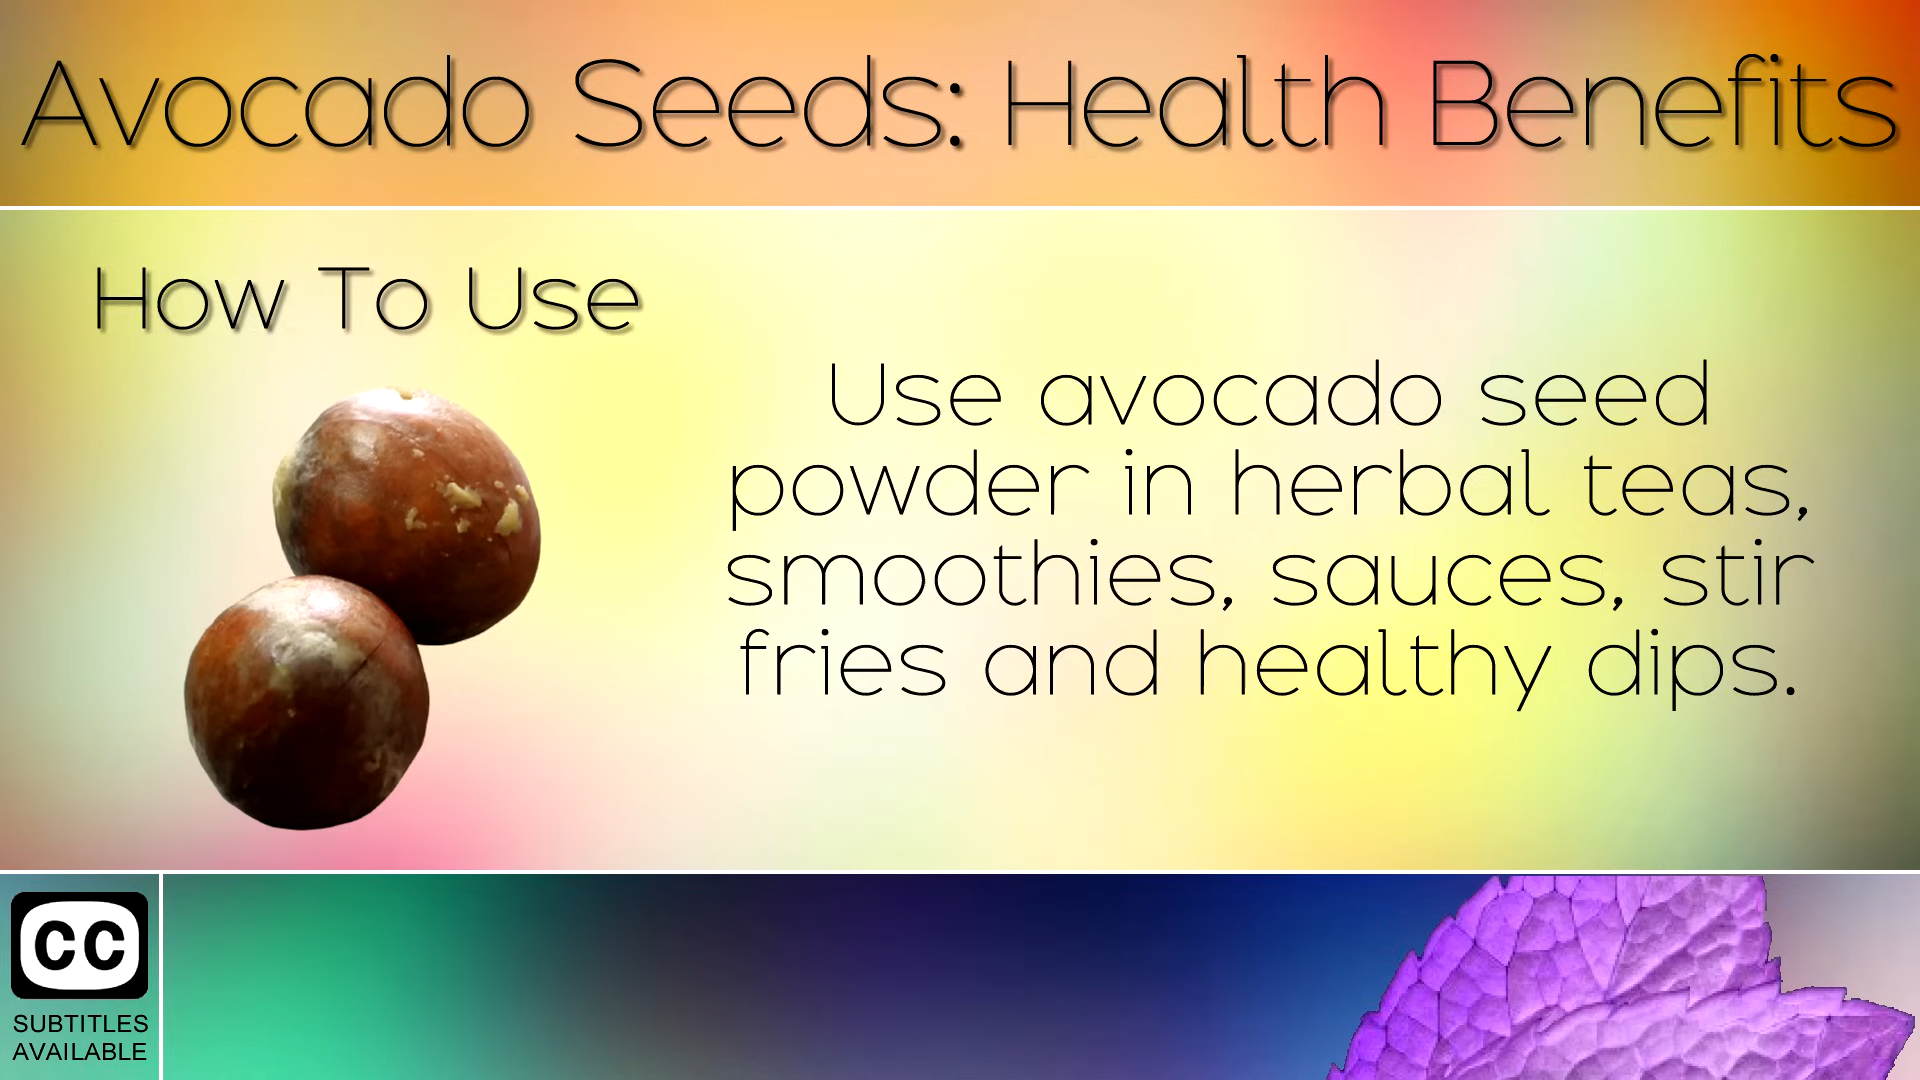 Avocado Seeds: Health Benefits
How To Use
Use avocado seed
powder in herbal teas,
smoothies, sauces, stir
fries and healthy dips.
CC
SUBTITLES
AVAILABLE